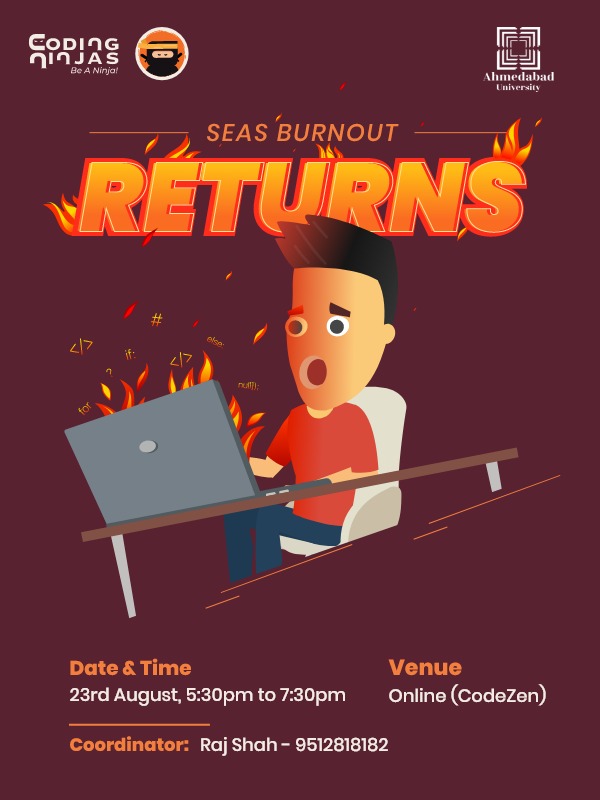 CODING
NINJAS
Be A Ninja!
Ahmedabad
University
SEAS BURNOUT
RETURNS
#
</>
if:
</>
else:
?
null();
for
Date & Time
23rd August, 5:30pm to 7:30pm
Venue
Online (CodeZen)
Coordinator: Raj Shah - 9512818182